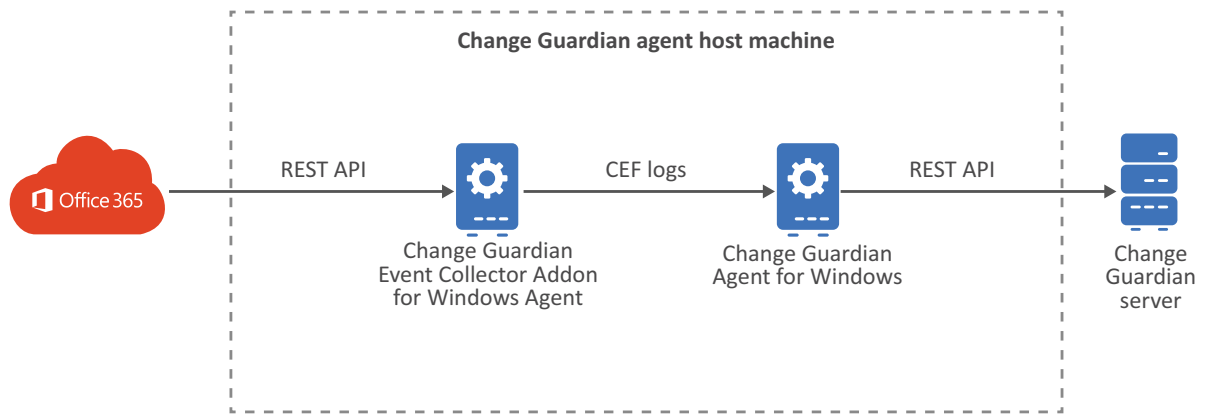 Change Guardian agent host machine
REST API
CEF logs
REST API
Office 365
Change Guardian
Event Collector Addon
for Windows Agent
Change Guardian
Agent for Windows
Change
Guardian
server